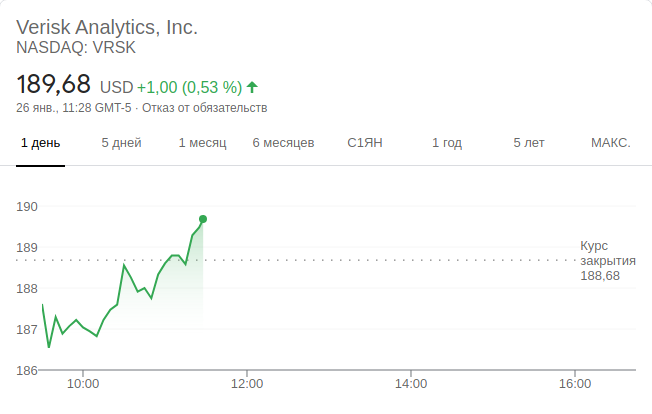 Verisk Analytics, Inc.
NASDAQ: VRSK
189,68 USD +1,00 (0,53 %)
26 янв., 11:28 GMT-5 · Отказ от обязательств
1 день 5 дней 1 месяц 6 месяцев С1ЯН 1 год 5 лет МАКС.
190
189
188
187
186
Курс
закрытия
188,68
10:00 12:00 14:00 16:00